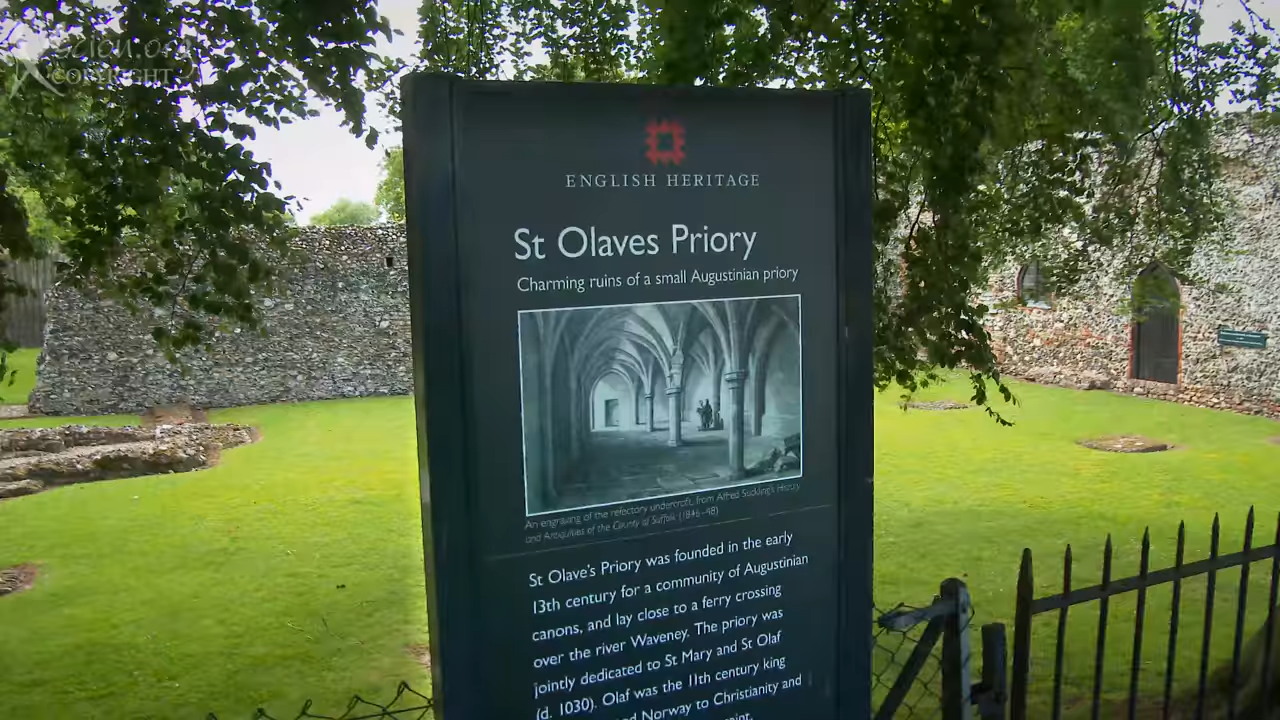 COPYRIGHT
ENGLISH HERITAGE
St Olaves Priory
Charming ruins of a small Augustinian priory
An engraving of the refectory undercroft, from Alfred Suckling's History
and Antiquities of the County of Suffolk (1846-48)
St Olave's Priory was founded in the early
13th century for a community of Augustinian
canons, and lay close to a ferry crossing
over the river Waveney. The priory was
jointly dedicated to St Mary and St Olaf
(d. 1030). Olaf was the 11th century king
Norway to Christianity and